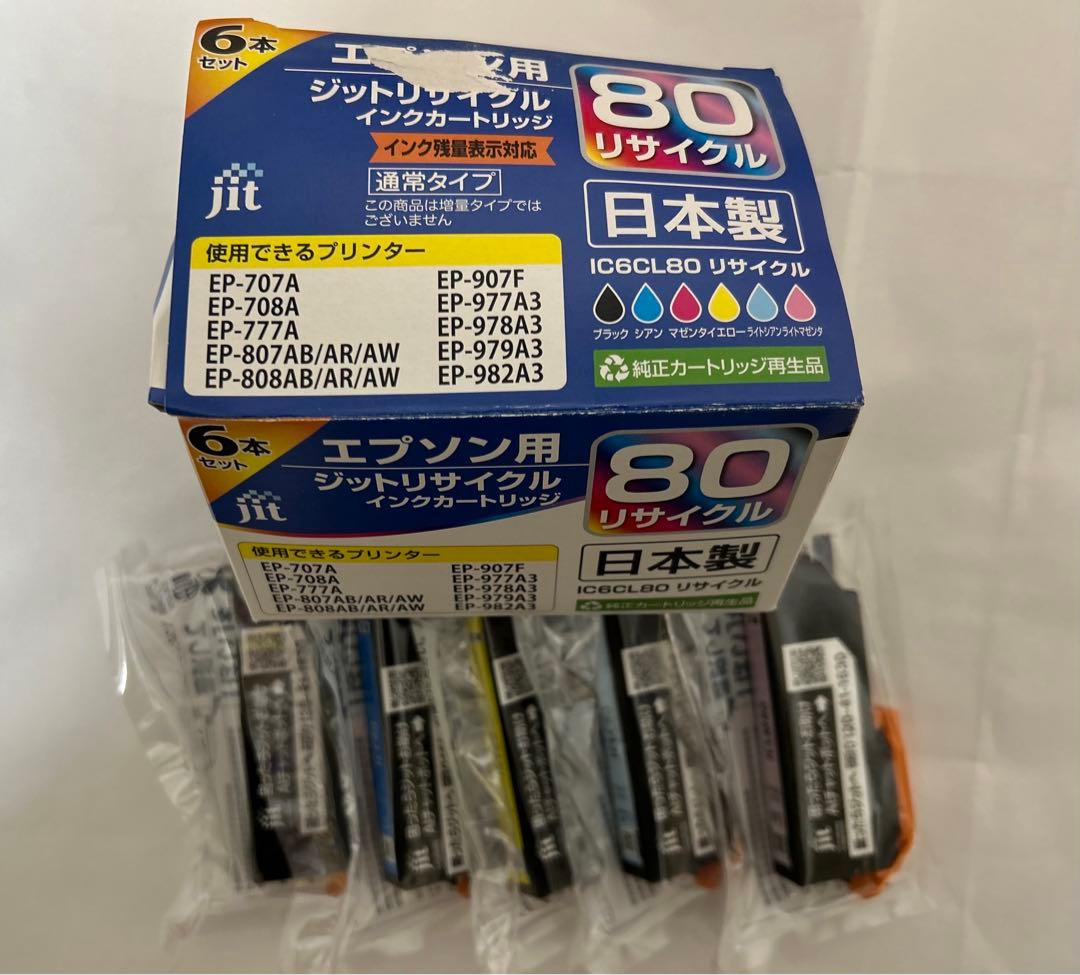 6本
セット
エプソン用
ジットリサイクル
インクカートリッジ
インク残量表示対応
通常タイプ
この商品は増量タイプでは
ございません
jit
80
リサイクル
日本製
IC6CL80 リサイクル
ブラック シアン マゼンタ イエロー ライトシアン ライトマゼンタ
純正カートリッジ再生品
使用できるプリンター
EP-707A
EP-708A
EP-777A
EP-807AB/AR/AW
EP-808AB/AR/AW
EP-907F
EP-977A3
EP-978A3
EP-979A3
EP-982A3
6本
セット
エプソン用
ジットリサイクル
インクカートリッジ
jit
80
リサイクル
日本製
IC6CL80 リサイクル
純正カートリッジ再生品
使用できるプリンター
EP-707A
EP-708A
EP-777A
EP-807AB/AR/AW
EP-808AB/AR/AW
EP-907F
EP-977A3
EP-978A3
EP-979A3
EP-982A3
jit
jit
jit
jit